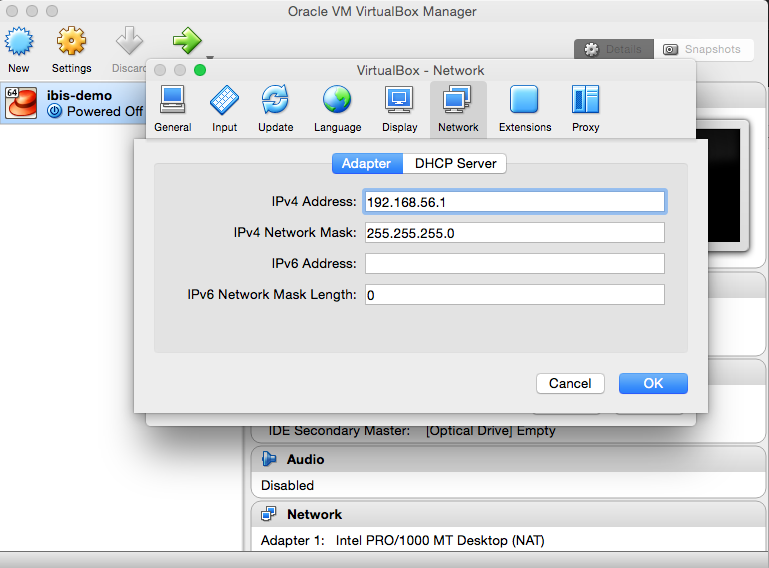 Oracle VM VirtualBox Manager
New
Settings
Discard
Details
Snapshots
64
ibis-demo
Powered Off
VirtualBox - Network
General
Input
Update
Language
Display
Network
Extensions
Proxy
Adapter
DHCP Server
IPv4 Address: 192.168.56.1
IPv4 Network Mask: 255.255.255.0
IPv6 Address:
IPv6 Network Mask Length: 0
Cancel
OK
IDE Secondary Master: [Optical Drive] Empty
Audio
Disabled
Network
Adapter 1: Intel PRO/1000 MT Desktop (NAT)